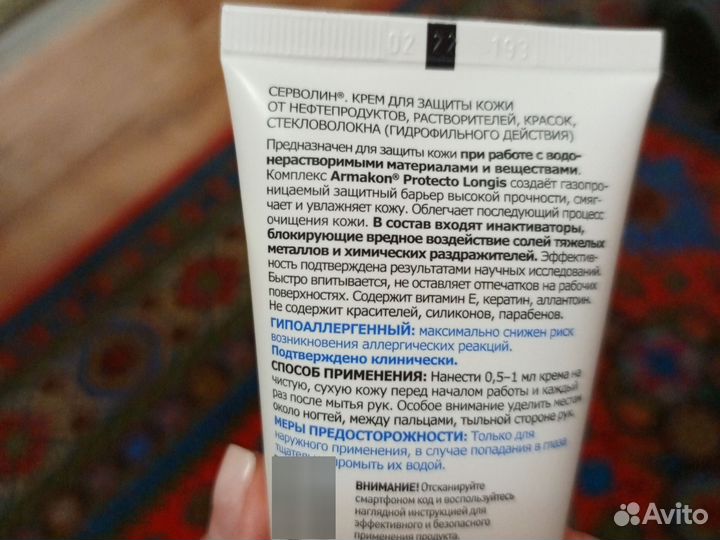 02 22 193
СЕРВОЛИН®. КРЕМ ДЛЯ ЗАЩИТЫ КОЖИ
ОТ НЕФТЕПРОДУКТОВ, РАСТВОРИТЕЛЕЙ, КРАСОК,
СТЕКЛОВОЛОКНА (ГИДРОФИЛЬНОГО ДЕЙСТВИЯ)
Предназначен для защиты кожи при работе с водо-
нерастворимыми материалами и веществами.
Комплекс Armakon® Protecto Longis создаёт газопро-
ницаемый защитный барьер высокой прочности, смяг-
чает и увлажняет кожу. Облегчает последующий процесс
очищения кожи. В состав входят инактиваторы,
блокирующие вредное воздействие солей тяжелых
металлов и химических раздражителей. Эффектив-
ность подтверждена результатами научных исследований.
Быстро впитывается, не оставляет отпечатков на рабочих
поверхностях. Содержит витамин Е, кератин, аллантоин.
Не содержит красителей, силиконов, парабенов.
ГИПОАЛЛЕРГЕННЫЙ: максимально снижен риск
возникновения аллергических реакций.
Подтверждено клинически.
СПОСОБ ПРИМЕНЕНИЯ: Нанести 0,5–1 мл крема на
чистую, сухую кожу перед началом работы и каждый
раз после мытья рук. Особое внимание уделить местам
около ногтей, между пальцами, тыльной стороне рук.
МЕРЫ ПРЕДОСТОРОЖНОСТИ: Только для
наружного применения, в случае попадания в глаза
тщательно промыть их водой.
ВНИМАНИЕ! Отсканируйте
смартфоном код и воспользуйтесь
наглядной инструкцией для
эффективного и безопасного
применения продукта.
Avito